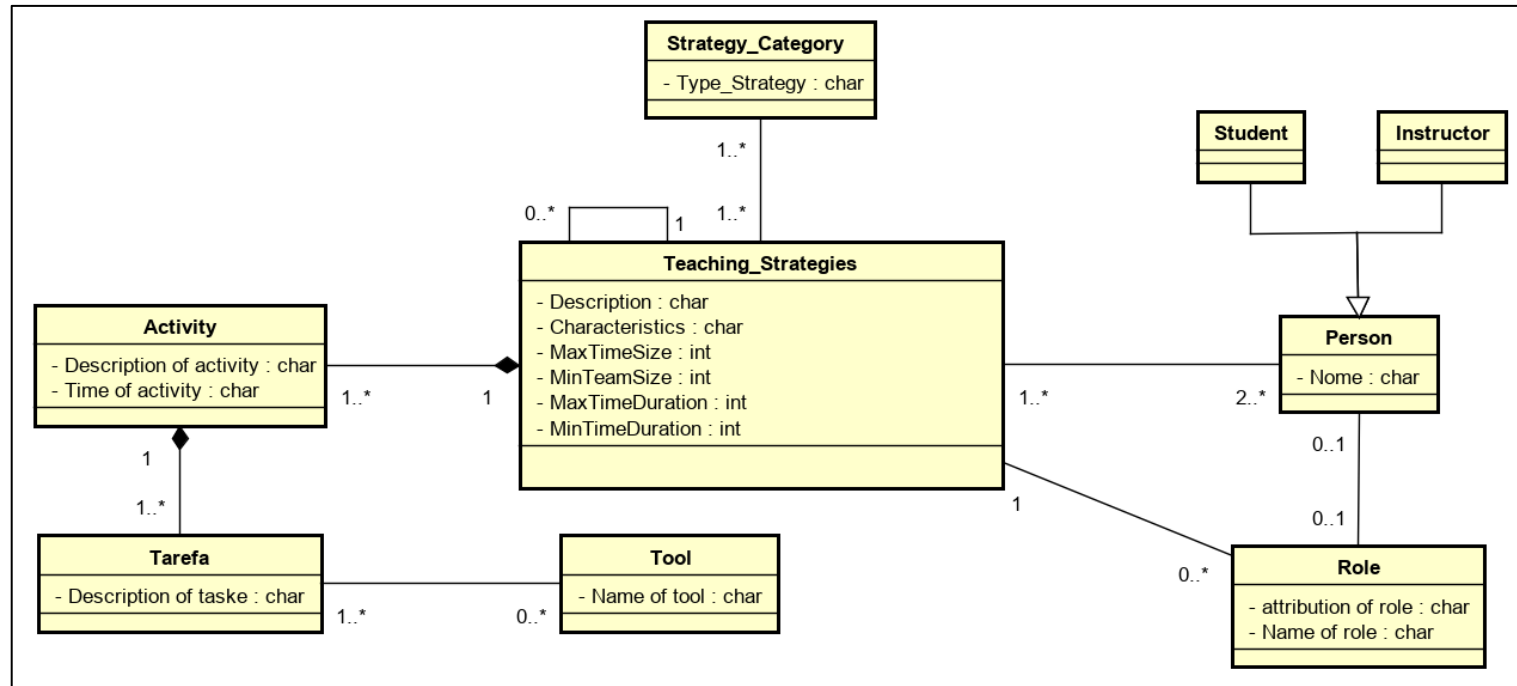 Strategy_Category
- Type_Strategy : char
Student
Instructor
1..*
0..*
1
1..*
Teaching_Strategies
- Description : char
- Characteristics : char
- MaxTimeSize : int
- MinTeamSize : int
- MaxTimeDuration : int
- MinTimeDuration : int
Activity
- Description of activity : char
- Time of activity : char
1..*
1
Person
- Nome : char
1..*
2..*
0..1
0..1
1
0..*
1
1..*
Tarefa
- Description of taske : char
1..*
0..*
Tool
- Name of tool : char
Role
- attribution of role : char
- Name of role : char